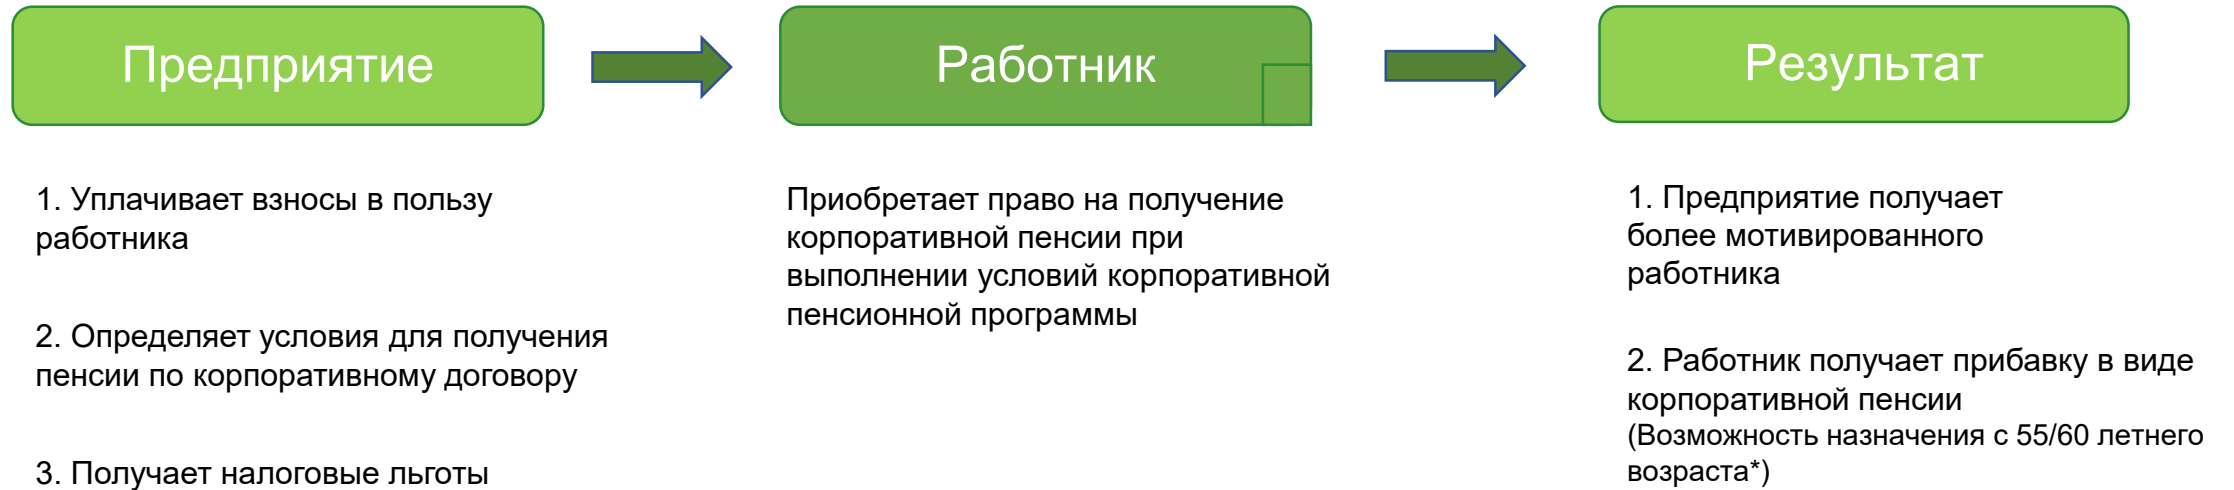 Предприятие
Работник
Результат
1. Уплачивает взносы в пользу
работника
2. Определяет условия для получения
пенсии по корпоративному договору
3. Получает налоговые льготы
Приобретает право на получение
корпоративной пенсии при
выполнении условий корпоративной
пенсионной программы
1. Предприятие получает
более мотивированного
работника
2. Работник получает прибавку в виде
корпоративной пенсии
(Возможность назначения с 55/60 летнего
возраста*)